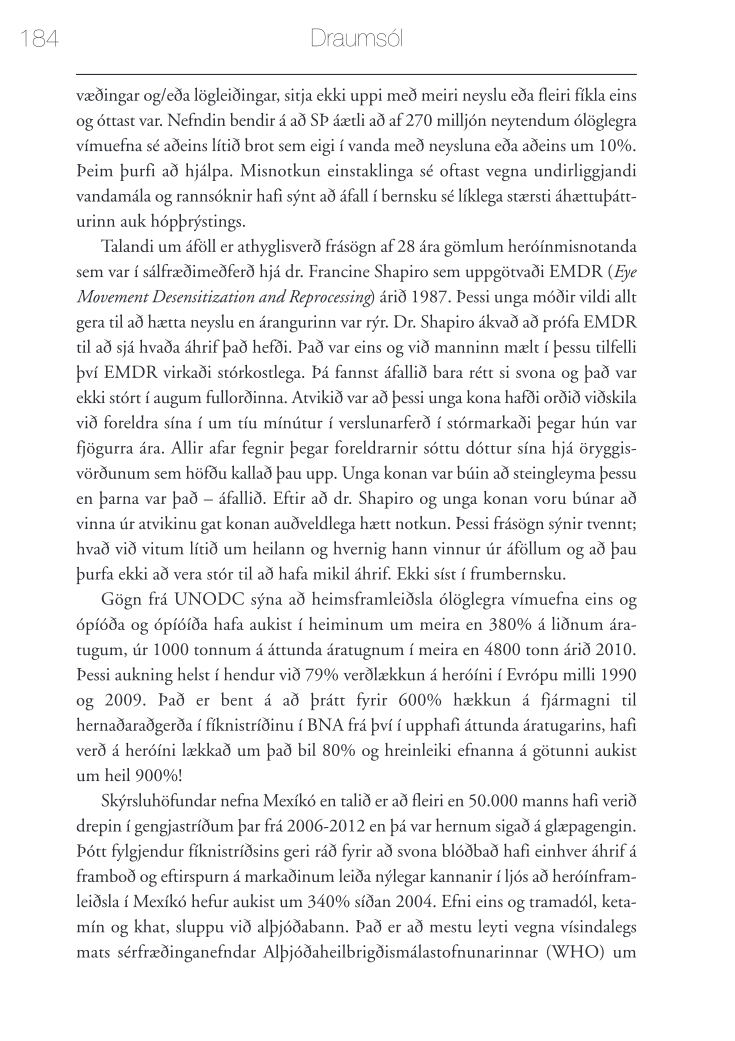 184
Draumsól
væðingar og/eða lögleiðingar, sitja ekki uppi með meiri neyslu eða fleiri fíkla eins
og óttast var. Nefndin bendir á að SÞ áætli að af 270 milljón neytendum ólöglegra
vímuefna sé aðeins lítið brot sem eigi í vanda með neysluna eða aðeins um 10%.
Þeim þurfi að hjálpa. Misnotkun einstaklinga sé oftast vegna undirliggjandi
vandamála og rannsóknir hafi sýnt að áfall í bernsku sé líklega stærsti áhættuþátt-
urinn auk hópþrýstings.
Talandi um áföll er athyglisverð frásögn af 28 ára gömlum heróínmisnotanda
sem var í sálfræðimeðferð hjá dr. Francine Shapiro sem uppgötvaði EMDR (Eye
Movement Desensitization and Reprocessing) árið 1987. Þessi unga móðir vildi allt
gera til að hætta neyslu en árangurinn var rýr. Dr. Shapiro ákvað að prófa EMDR
til að sjá hvaða áhrif það hefði. Það var eins og við manninn mælt í þessu tilfelli
því EMDR virkaði stórkostlega. Þá fannst áfallið bara rétt si svona og það var
ekki stórt í augum fullorðinna. Atvikið var að þessi unga kona hafði orðið viðskila
við foreldra sína í um tíu mínútur í verslunarferð í stórmarkaði þegar hún var
fjögurra ára. Allir afar fegnir þegar foreldrarnir sóttu dóttur sína hjá öryggis-
vörðunum sem höfðu kallað þau upp. Unga konan var búin að steingleyma þessu
en þarna var það – áfallið. Eftir að dr. Shapiro og unga konan voru búnar að
vinna úr atvikinu gat konan auðveldlega hætt notkun. Þessi frásögn sýnir tvennt;
hvað við vitum lítið um heilann og hvernig hann vinnur úr áföllum og að þau
þurfa ekki að vera stór til að hafa mikil áhrif. Ekki síst í frumbernsku.
Gögn frá UNODC sýna að heimsframleiðsla ólöglegra vímuefna eins og
ópíóða og ópíóíða hafa aukist í heiminum um meira en 380% á liðnum ára-
tugum, úr 1000 tonnum á áttunda áratugnum í meira en 4800 tonn árið 2010.
Þessi aukning helst í hendur við 79% verðlækkun á heróíni í Evrópu milli 1990
og 2009. Það er bent á að þrátt fyrir 600% hækkun á fjármagni til
hernaðaraðgerða í fíknistríðinu í BNA frá því í upphafi áttunda áratugarins, hafi
verð á heróíni lækkað um það bil 80% og hreinleiki efnanna á götunni aukist
um heil 900%!
Skýrsluhöfundar nefna Mexíkó en talið er að fleiri en 50.000 manns hafi verið
drepin í gengjastríðum þar frá 2006-2012 en þá var hernum sigað á glæpagengin.
Þótt fylgjendur fíknistríðsins geri ráð fyrir að svona blóðbað hafi einhver áhrif á
framboð og eftirspurn á markaðinum leiða nýlegar kannanir í ljós að heróínfram-
leiðsla í Mexíkó hefur aukist um 340% síðan 2004. Efni eins og tramadól, keta-
mín og khat, sluppu við alþjóðabann. Það er að mestu leyti vegna vísindalegs
mats sérfræðinganefndar Alþjóðaheilbrigðismálastofnunarinnar (WHO) um